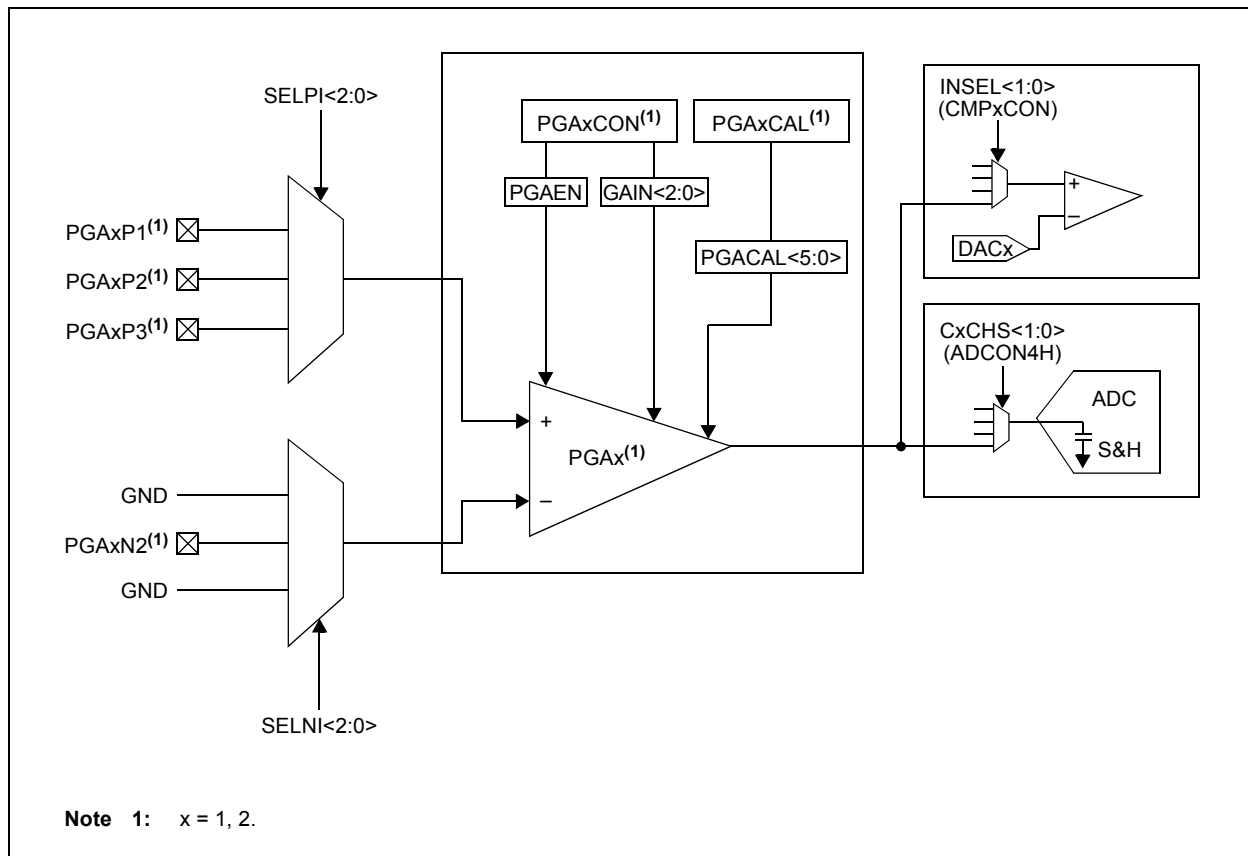 SELPI<2:0>
PGAxP1(1)
PGAxP2(1)
PGAxP3(1)
GND
PGAxN2(1)
GND
SELNI<2:0>
PGAxCON(1)
PGAxCAL(1)
PGAEN
GAIN<2:0>
PGACAL<5:0>
+
–
PGAx(1)
INSEL<1:0>
(CMPxCON)
+
–
DACx
CxCHS<1:0>
(ADCON4H)
ADC
S&H
Note 1: x = 1, 2.